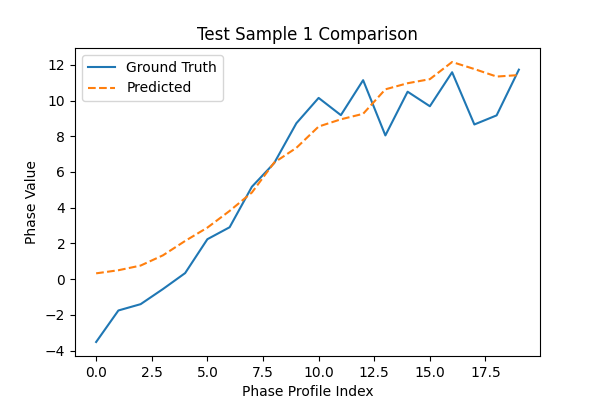 Test Sample 1 Comparison
Ground Truth
Predicted
12
10
8
6
4
2
0
−2
−4
Phase Value
0.0 2.5 5.0 7.5 10.0 12.5 15.0 17.5
Phase Profile Index